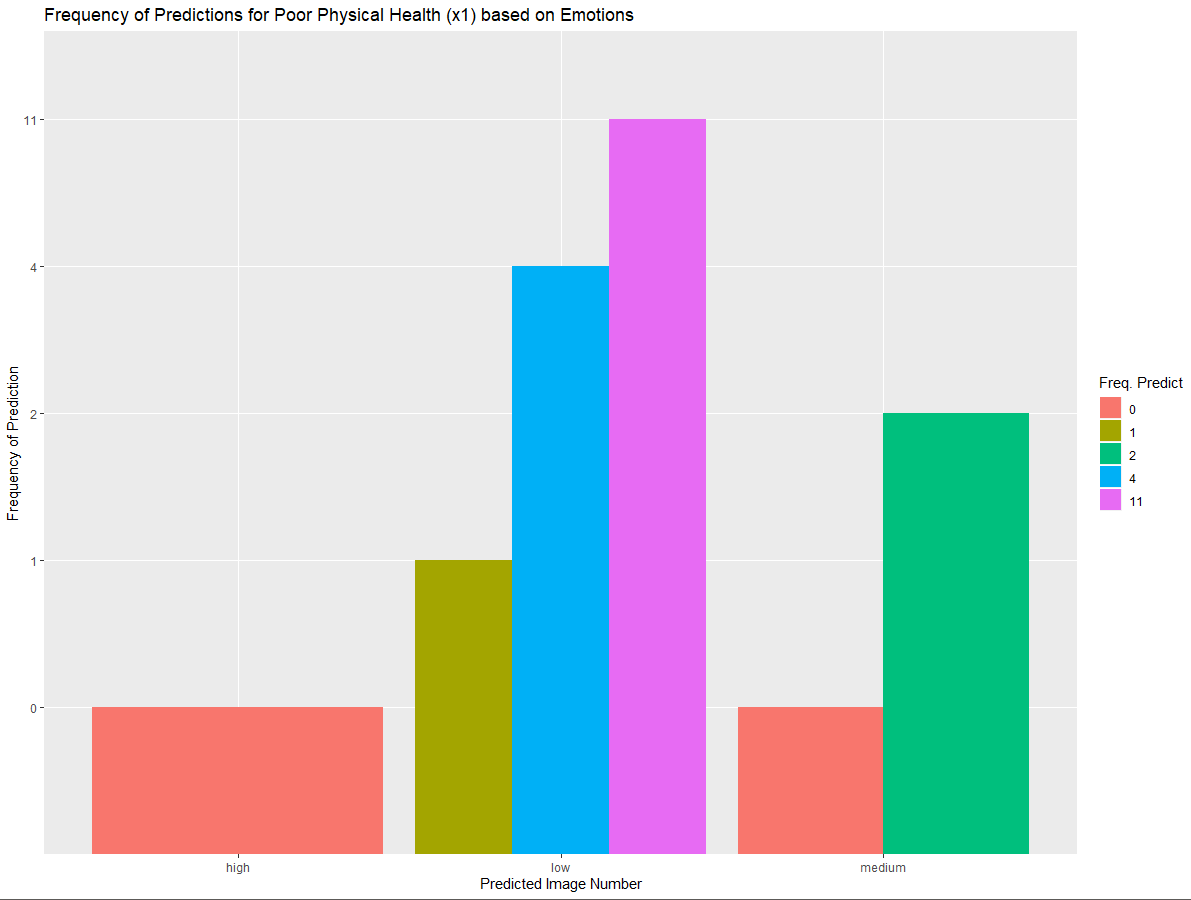 Frequency of Predictions for Poor Physical Health (x1) based on Emotions
11
4
2
1
0
Frequency of Prediction
high
low
medium
Predicted Image Number
Freq. Predict
0
1
2
4
11